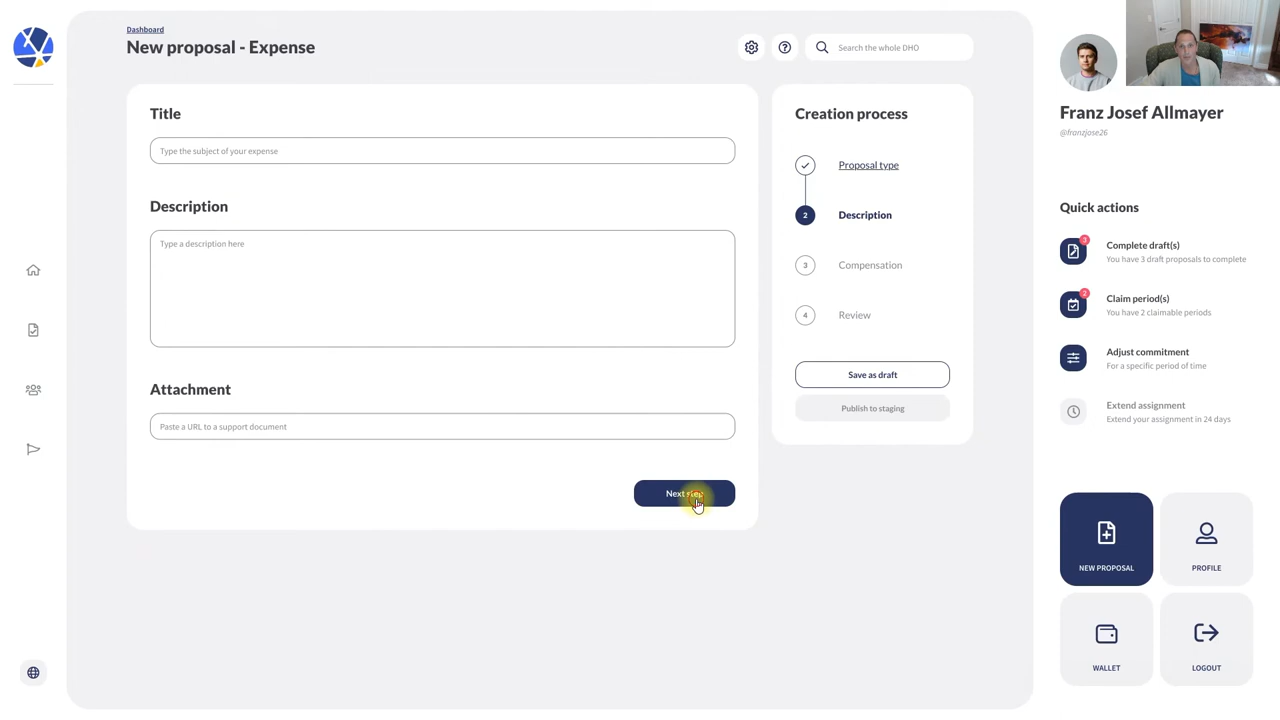 Dashboard
New proposal - Expense
Search the whole DHO
Title
Type the subject of your expense
Description
Type a description here
Attachment
Paste a URL to a support document
Next step
Creation process
Proposal type
2 Description
3 Compensation
4 Review
Save as draft
Publish to staging
Franz Josef Allmayer
@franzjose26
Quick actions
3
Complete draft(s)
You have 3 draft proposals to complete
2
Claim period(s)
You have 2 claimable periods
Adjust commitment
For a specific period of time
Extend assignment
Extend your assignment in 24 days
NEW PROPOSAL
PROFILE
WALLET
LOGOUT